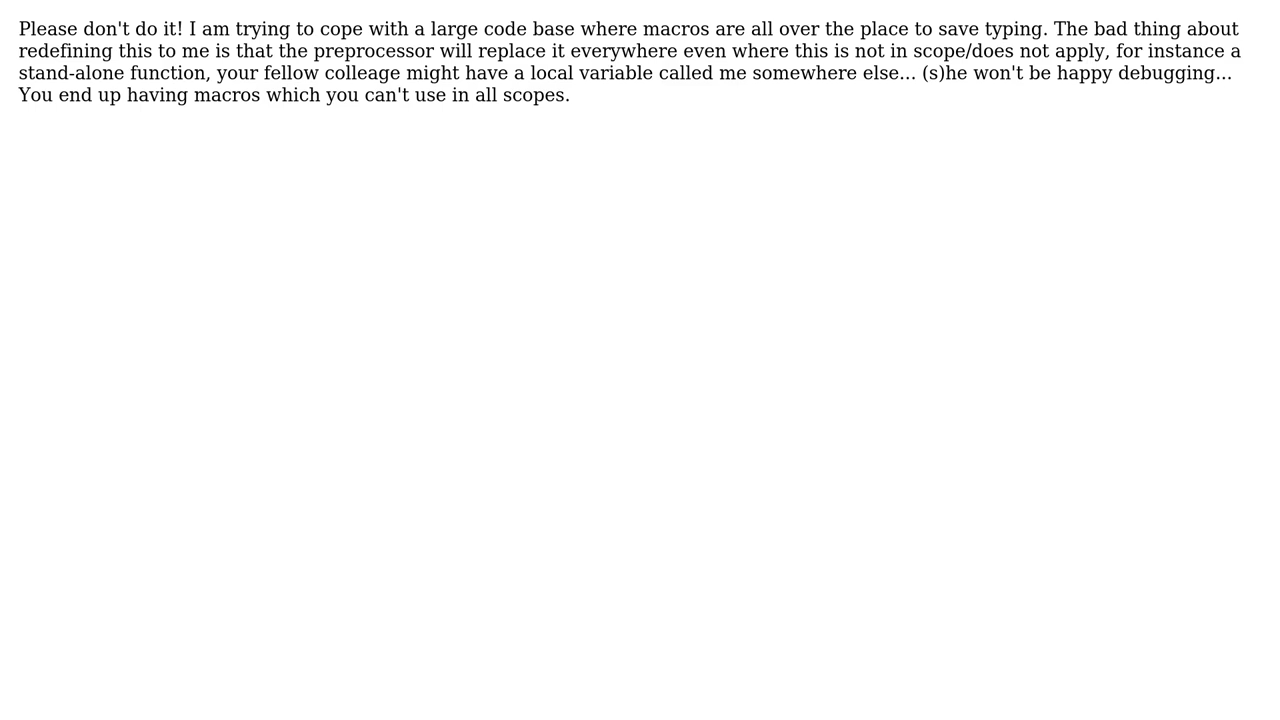 Please don't do it! I am trying to cope with a large code base where macros are all over the place to save typing. The bad thing about
redefining this to me is that the preprocessor will replace it everywhere even where this is not in scope/does not apply, for instance a
stand-alone function, your fellow colleage might have a local variable called me somewhere else... (s)he won't be happy debugging...
You end up having macros which you can't use in all scopes.